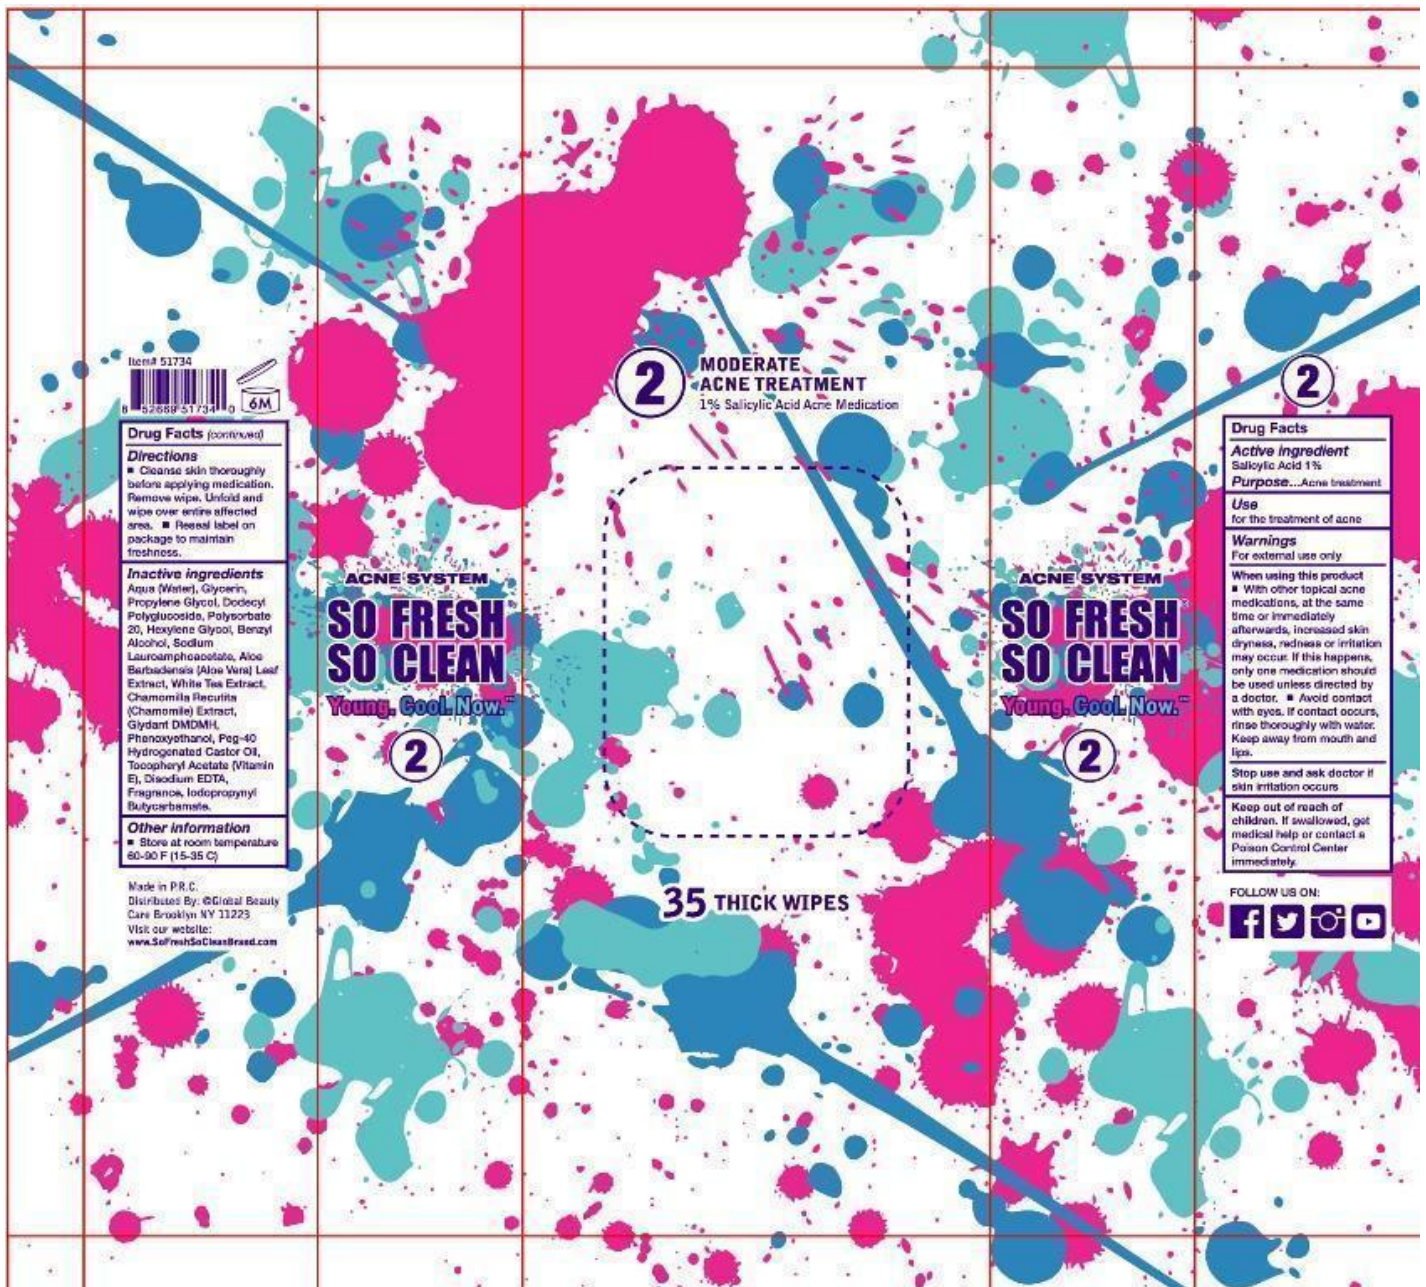 Item# 51734
8 52669 51734 0
6M
Drug Facts (continued)
Directions
▪ Cleanse skin thoroughly
before applying medication.
Remove wipe. Unfold and
wipe over entire affected
area. ▪ Reseal label on
package to maintain
freshness.
Inactive ingredients
Aqua (Water), Glycerin,
Propylene Glycol, Dodecyl
Polyglucoside, Polysorbate
20, Hexylene Glycol, Benzyl
Alcohol, Sodium
Lauroamphoacetate, Aloe
Barbadensis (Aloe Vera) Leaf
Extract, White Tea Extract,
Chamomilla Recutita
(Chamomile) Extract,
Glydant DMDMH,
Phenoxyethanol, Peg-40
Hydrogenated Castor Oil,
Tocopheryl Acetate (Vitamin
E), Disodium EDTA,
Fragrance, Iodopropynyl
Butycarbamate.
Other information
▪ Store at room temperature
60-90 F (15-35 C)
Made in P.R.C.
Distributed By: ©Global Beauty
Care Brooklyn NY 11223
Visit our website:
www.SoFreshSoCleanBrand.com
ACNE SYSTEM
SO FRESH
SO CLEAN
Young. Cool. Now.™
2
2
MODERATE
ACNE TREATMENT
1% Salicylic Acid Acne Medication
35 THICK WIPES
ACNE SYSTEM
SO FRESH
SO CLEAN
Young. Cool. Now.™
2
2
Drug Facts
Active ingredient
Salicylic Acid 1%
Purpose...Acne treatment
Use
for the treatment of acne
Warnings
For external use only
When using this product
▪ With other topical acne
medications, at the same
time or immediately
afterwards, increased skin
dryness, redness or irritation
may occur. If this happens,
only one medication should
be used unless directed by
a doctor. ▪ Avoid contact
with eyes. If contact occurs,
rinse thoroughly with water.
Keep away from mouth and
lips.
Stop use and ask doctor if
skin irritation occurs
Keep out of reach of
children. If swallowed, get
medical help or contact a
Poison Control Center
immediately.
FOLLOW US ON: